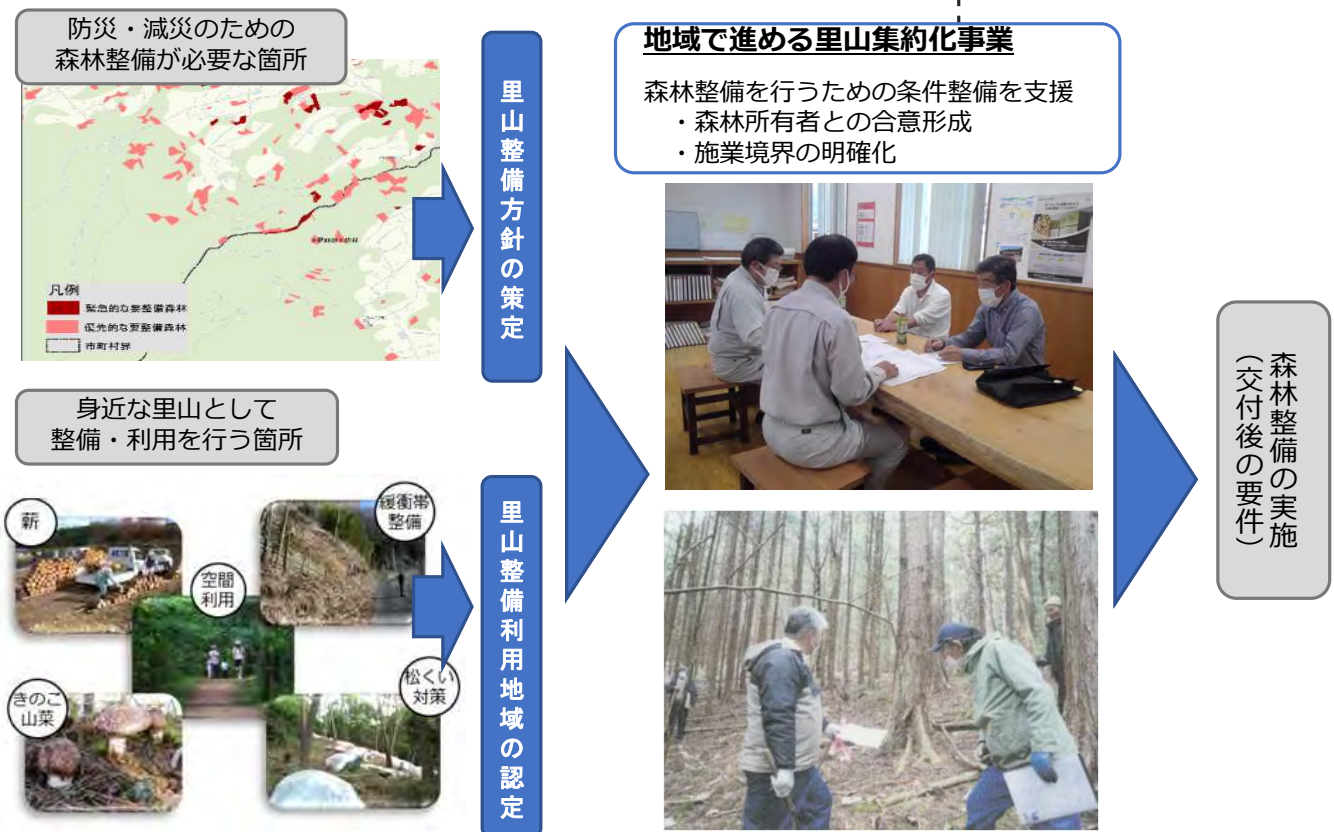 防災・減災のための
森林整備が必要な箇所
凡例
緊急的な要整備森林
優先的な要整備森林
市町村界
里山整備方針の策定
身近な里山として
整備・利用を行う箇所
薪
緩衝帯
整備
空間
利用
きのこ
山菜
松くい
対策
里山整備利用地域の認定
地域で進める里山集約化事業
森林整備を行うための条件整備を支援
・森林所有者との合意形成
・施業境界の明確化
森林整備の実施
（交付後の要件）